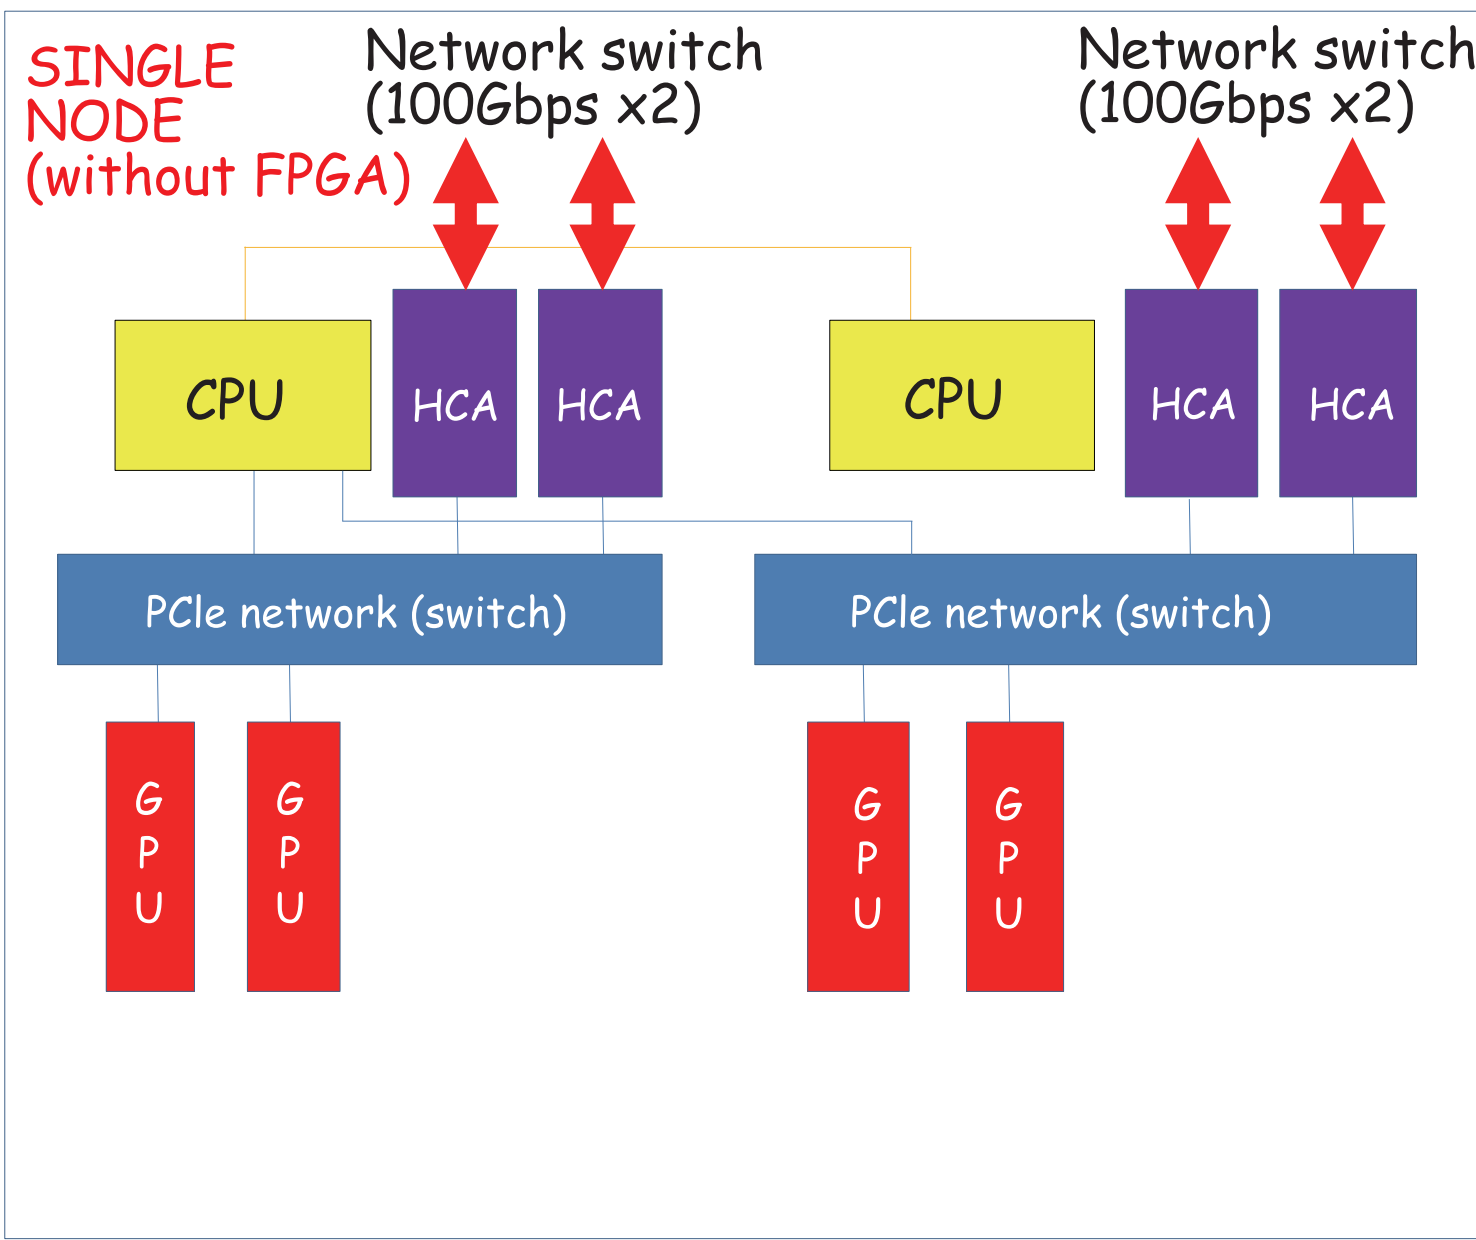 SINGLE
NODE
(without FPGA)
Network switch
(100Gbps x2)
Network switch
(100Gbps x2)
CPU
HCA
HCA
CPU
HCA
HCA
PCIe network (switch)
PCIe network (switch)
G
P
U
G
P
U
G
P
U
G
P
U